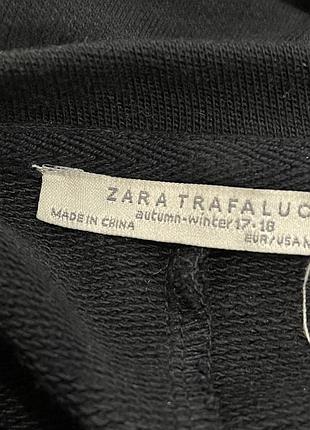 ZARA TRAFALUC
autumn-winter 17-18
MADE IN CHINA
EUR/USA M